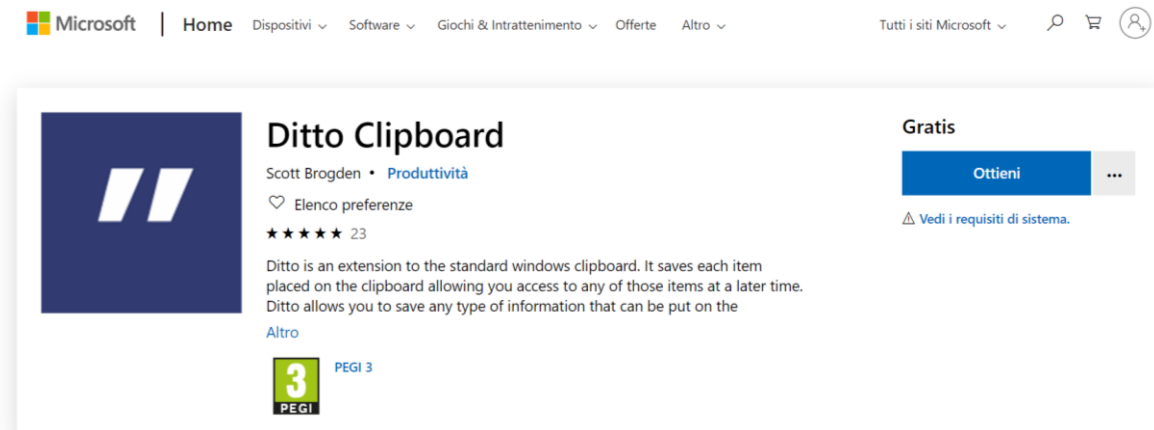 Microsoft Home Dispositivi Software Giochi & Intrattenimento Offerte Altro Tutti i siti Microsoft
Ditto Clipboard
Scott Brogden • Produttività
Elenco preferenze
★★★★★ 23
Ditto is an extension to the standard windows clipboard. It saves each item
placed on the clipboard allowing you access to any of those items at a later time.
Ditto allows you to save any type of information that can be put on the
Altro
3
PEGI
PEGI 3
Gratis
Ottieni
...
Vedi i requisiti di sistema.